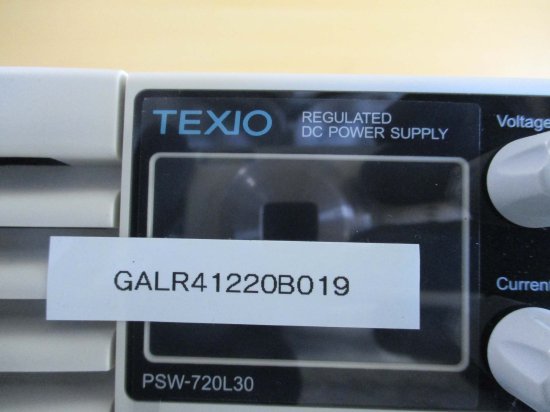 TEXIO
REGULATED
DC POWER SUPPLY
Voltage
GALR41220B019
Current
PSW-720L30